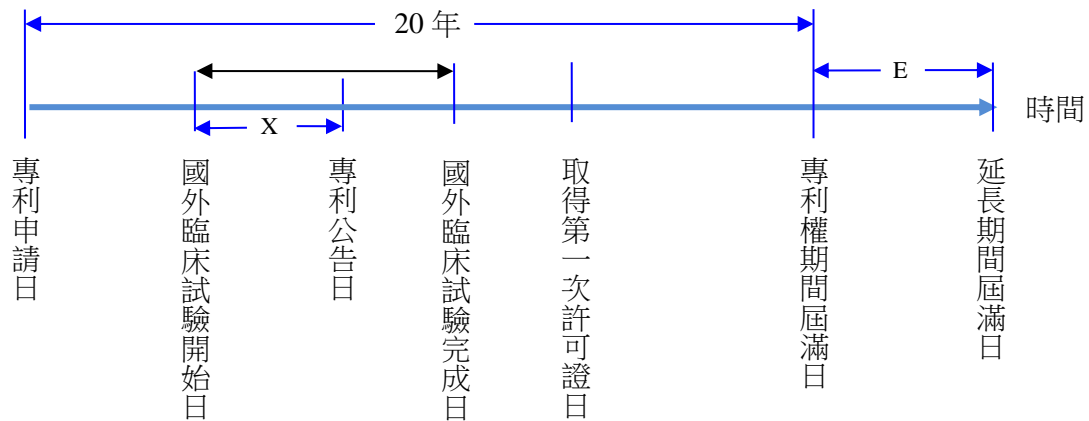 20 年
E
X
時間
專利申請日
國外臨床試驗開始日
專利公告日
國外臨床試驗完成日
取得第一次許可證日
專利權期間屆滿日
延長期間屆滿日